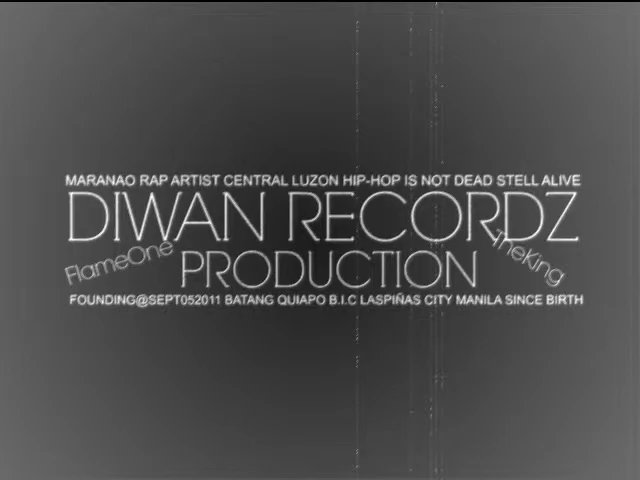 MARANAO RAP ARTIST CENTRAL LUZON HIP-HOP IS NOT DEAD STELL ALIVE
DIWAN RECORDZ
FlameOne
PRODUCTION
TheKing
FOUNDING@SEPT052011 BATANG QUIAPO B.I.C LASPIÑAS CITY MANILA SINCE BIRTH